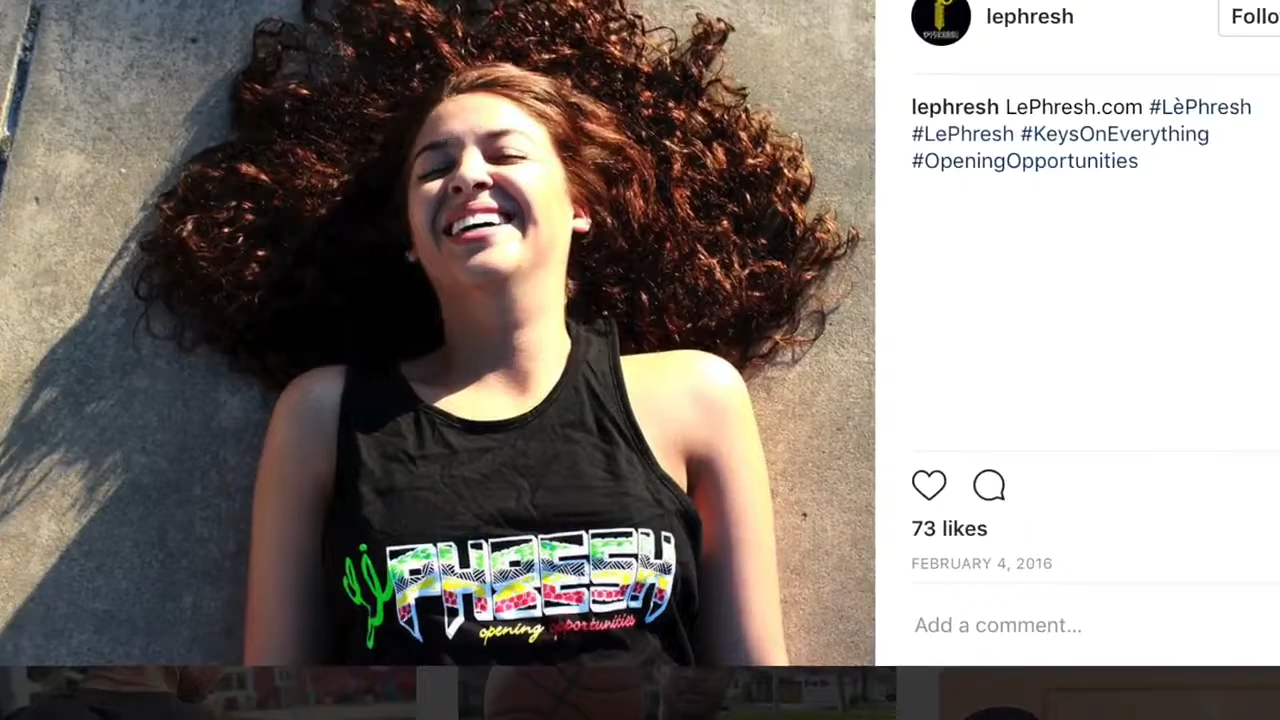 lephresh
Follo
lephresh LePhresh.com #LèPhresh
#LePhresh #KeysOnEverything
#OpeningOpportunities
PHRESH
opening opportunities
73 likes
FEBRUARY 4, 2016
Add a comment...